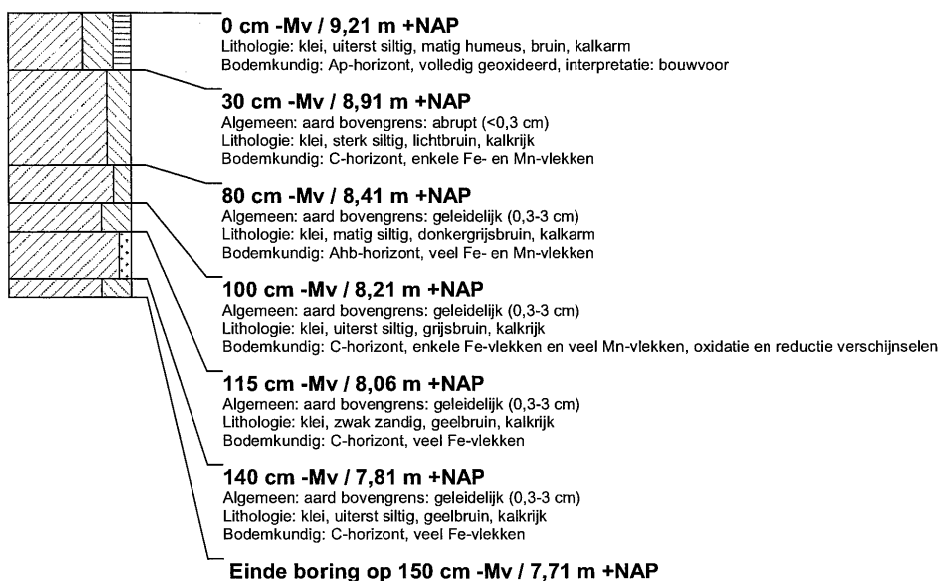 0 cm -Mv / 9,21 m +NAP
Lithologie: klei, uiterst siltig, matig humeus, bruin, kalkarm
Bodemkundig: Ap-horizont, volledig geoxideerd, interpretatie: bouwvoor
30 cm -Mv / 8,91 m +NAP
Algemeen: aard bovengrens: abrupt (<0,3 cm)
Lithologie: klei, sterk siltig, lichtbruin, kalkrijk
Bodemkundig: C-horizont, enkele Fe- en Mn-vlekken
80 cm -Mv / 8,41 m +NAP
Algemeen: aard bovengrens: geleidelijk (0,3-3 cm)
Lithologie: klei, matig siltig, donkergrijsbruin, kalkarm
Bodemkundig: Ahb-horizont, veel Fe- en Mn-vlekken
100 cm -Mv / 8,21 m +NAP
Algemeen: aard bovengrens: geleidelijk (0,3-3 cm)
Lithologie: klei, uiterst siltig, grijsbruin, kalkrijk
Bodemkundig: C-horizont, enkele Fe-vlekken en veel Mn-vlekken, oxidatie en reductie verschijnselen
115 cm -Mv / 8,06 m +NAP
Algemeen: aard bovengrens: geleidelijk (0,3-3 cm)
Lithologie: klei, zwak zandig, geelbruin, kalkrijk
Bodemkundig: C-horizont, veel Fe-vlekken
140 cm -Mv / 7,81 m +NAP
Algemeen: aard bovengrens: geleidelijk (0,3-3 cm)
Lithologie: klei, uiterst siltig, geelbruin, kalkrijk
Bodemkundig: C-horizont, veel Fe-vlekken
Einde boring op 150 cm -Mv / 7,71 m +NAP